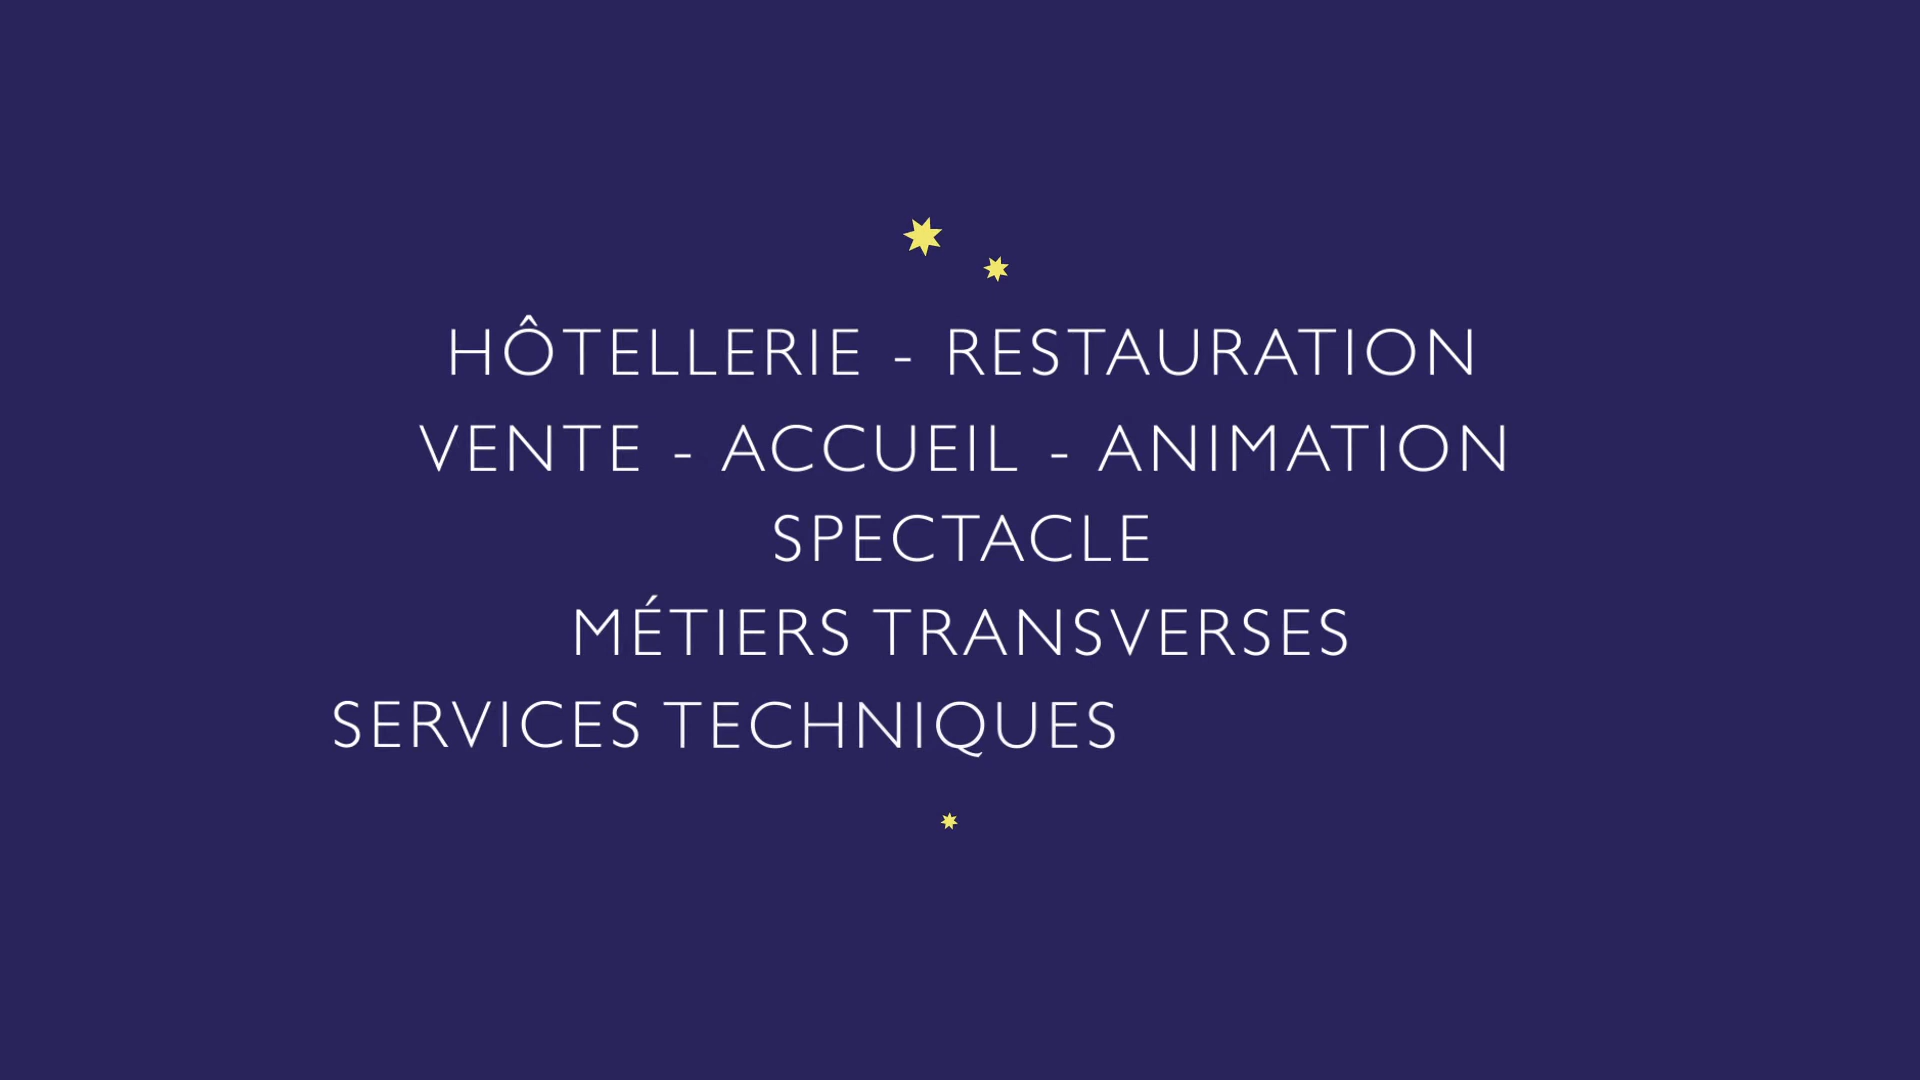 HÔTELLERIE - RESTAURATION
VENTE - ACCUEIL - ANIMATION
SPECTACLE
MÉTIERS TRANSVERSES
SERVICES TECHNIQUES